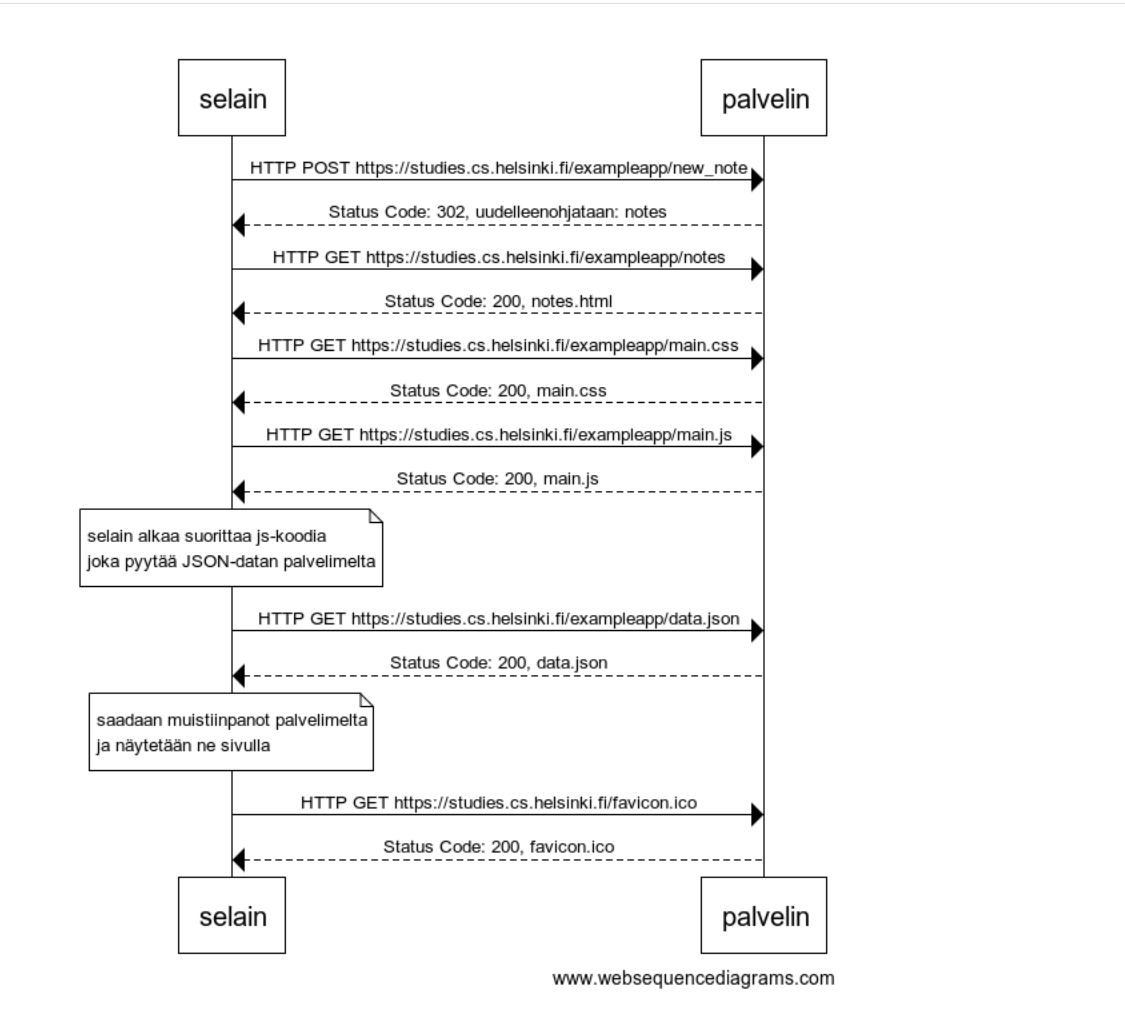 selain palvelin
HTTP POST https://studies.cs.helsinki.fi/exampleapp/new_note
Status Code: 302, uudelleenohjataan: notes
HTTP GET https://studies.cs.helsinki.fi/exampleapp/notes
Status Code: 200, notes.html
HTTP GET https://studies.cs.helsinki.fi/exampleapp/main.css
Status Code: 200, main.css
HTTP GET https://studies.cs.helsinki.fi/exampleapp/main.js
Status Code: 200, main.js
selain alkaa suorittaa js-koodia
joka pyytää JSON-datan palvelimelta
HTTP GET https://studies.cs.helsinki.fi/exampleapp/data.json
Status Code: 200, data.json
saadaan muistiinpanot palvelimelta
ja näytetään ne sivulla
HTTP GET https://studies.cs.helsinki.fi/favicon.ico
Status Code: 200, favicon.ico
selain palvelin
www.websequencediagrams.com